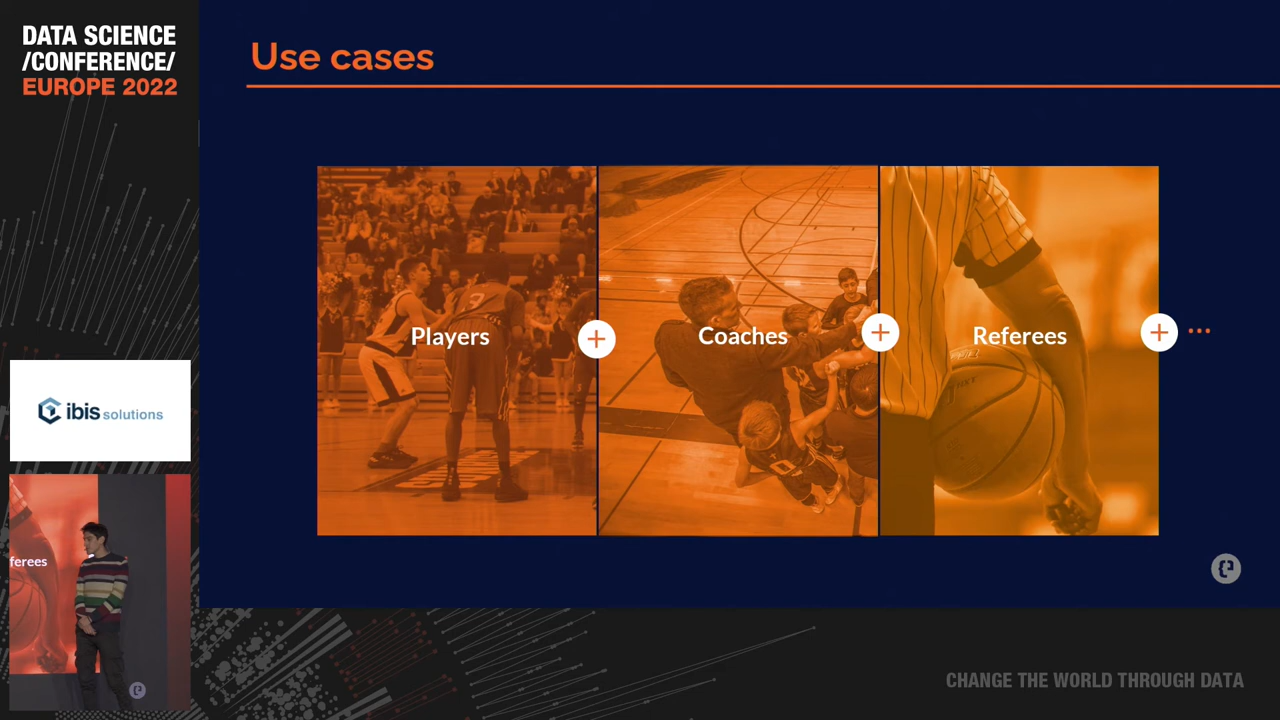 DATA SCIENCE
/CONFERENCE/
EUROPE 2022
Use cases
Players
Coaches
Referees
ibis solutions
ferees
CHANGE THE WORLD THROUGH DATA